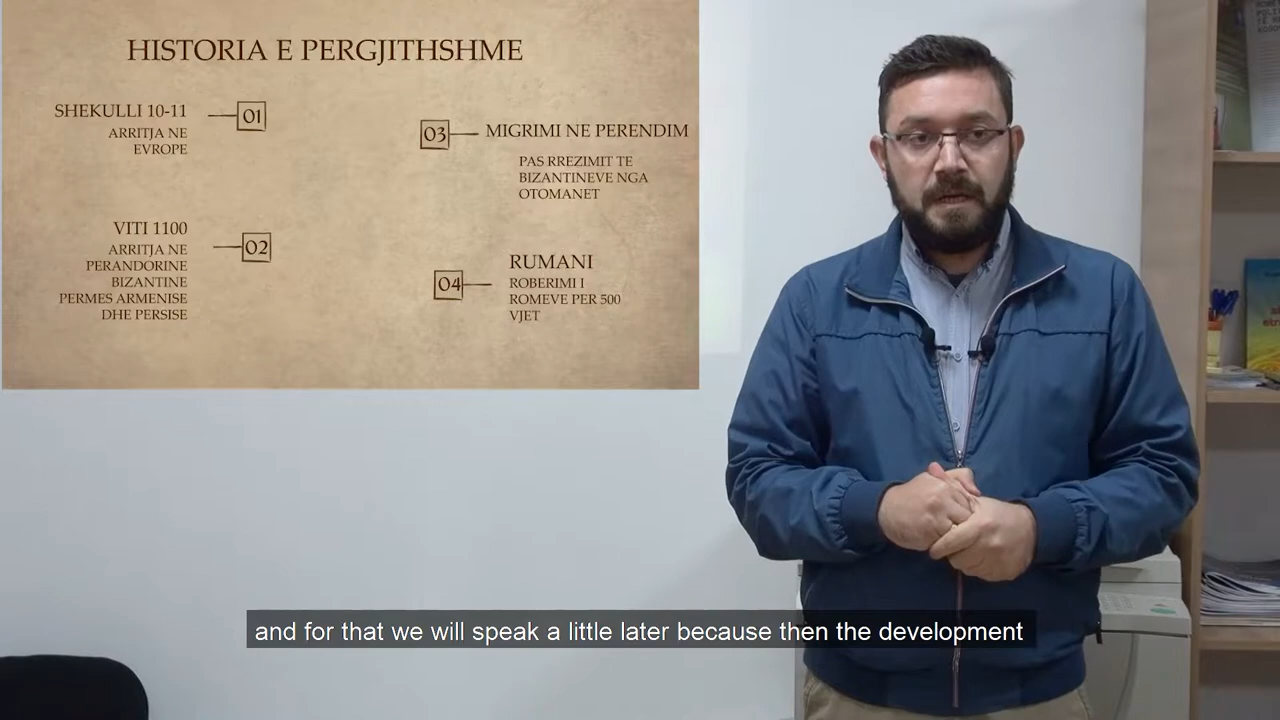 HISTORIA E PERGJITHSHME
SHEKULLI 10-11
01
ARRITJA NE
EVROPE
VITI 1100
02
ARRITJA NE
PERANDORINE
BIZANTINE
PERMES ARMENISE
DHE PERSISE
03
MIGRIMI NE PERENDIM
PAS RREZIMIT TE
BIZANTINEVE NGA
OTOMANET
04
RUMANI
ROBERIMI I
ROMEVE PER 500
VJET
and for that we will speak a little later because then the development